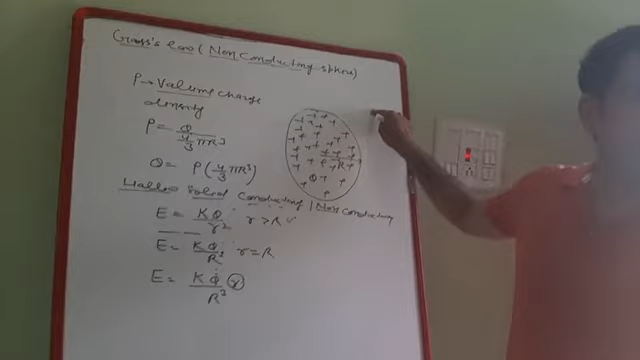 Gauss's law (Non Conducting sphere)
ρ → Volume charge
density
ρ = Q / (4/3 πR³)
Q = ρ (4/3 πR³)
Hallow Solid Conducting | Non Conducting
E = KQ / r² ; r > R
E = KQ / R² ; r = R
E = KQ r / R³
Q
R